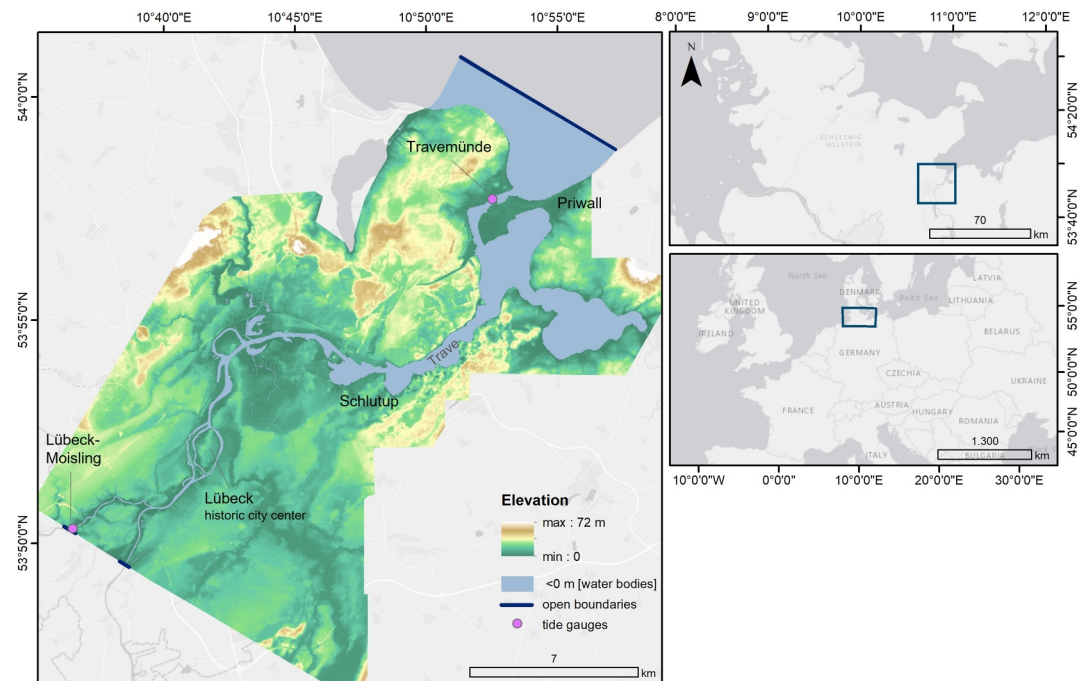 10°40'0"E
10°45'0"E
10°50'0"E
10°55'0"E
54°0'0"N
53°55'0"N
53°50'0"N
Travemünde
Priwall
Trave
Schlutup
Lübeck-
Moisling
Lübeck
historic city center
Elevation
max : 72 m
min : 0
<0 m [water bodies]
open boundaries
tide gauges
7
km
8°0'0"E
9°0'0"E
10°0'0"E
11°0'0"E
12°0'0"E
N
SCHLESWIG-
HOLSTEIN
54°20'0"N
53°40'0"N
70
km
North Sea
DENMARK
Baltic Sea
LATVIA
LITHUANIA
UNITED
KINGDOM
IRELAND
BELARUS
GERMANY
CZECHIA
UKRAINE
FRANCE
AUSTRIA
HUNGARY
ROMANIA
ITALY
BULGARIA
1.300
km
55°0'0"N
50°0'0"N
45°0'0"N
10°0'0"W
0°0'0"
10°0'0"E
20°0'0"E
30°0'0"E